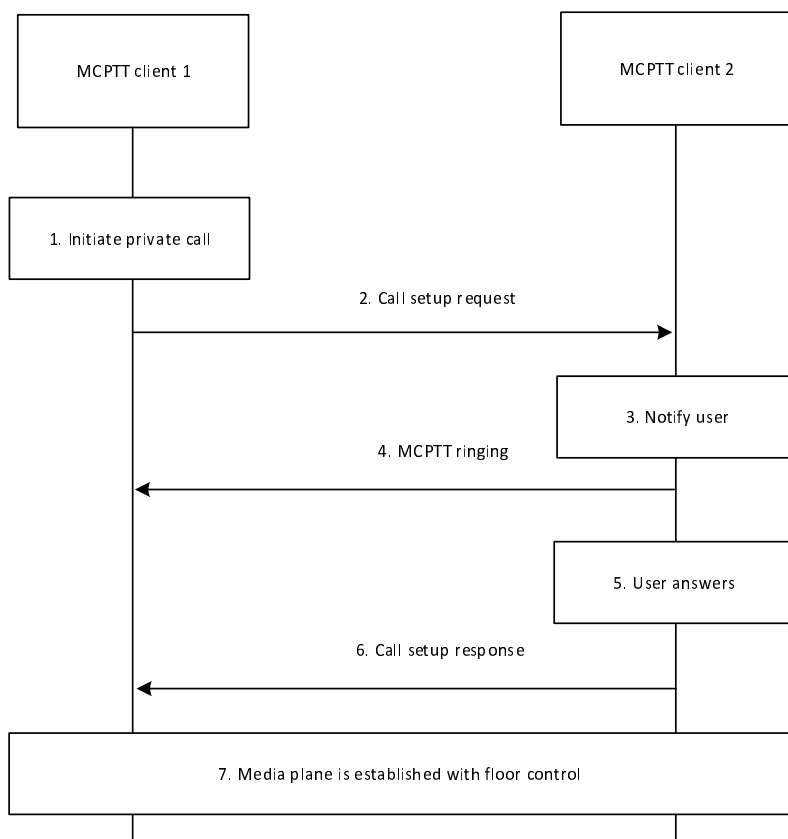 MCPTT client 1
MCPTT client 2
1. Initiate private call
2. Call setup request
3. Notify user
4. MCPTT ringing
5. User answers
6. Call setup response
7. Media plane is established with floor control